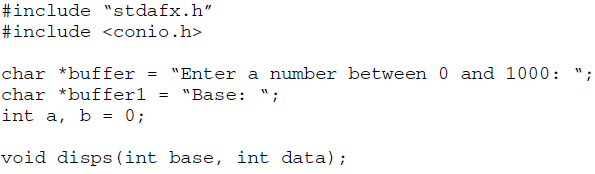 #include “stdafx.h”
#include <conio.h>
char *buffer = “Enter a number between 0 and 1000: “;
char *buffer1 = “Base: “;
int a, b = 0;
void disps(int base, int data);